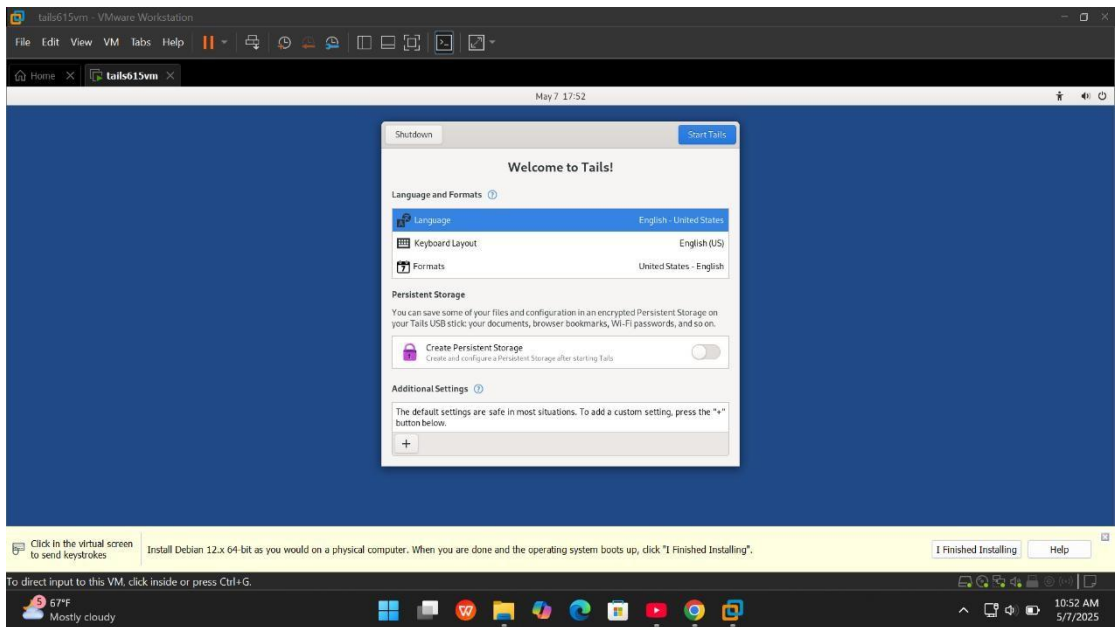 tails615vm - VMware Workstation
File Edit View VM Tabs Help
Home
tails615vm
May 7 17:52
Shutdown
Start Tails
Welcome to Tails!
Language and Formats ?
Language English - United States
Keyboard Layout English (US)
Formats United States - English
Persistent Storage
You can save some of your files and configuration in an encrypted Persistent Storage on
your Tails USB stick: your documents, browser bookmarks, Wi-Fi passwords, and so on.
Create Persistent Storage
Create and configure a Persistent Storage after starting Tails
Additional Settings ?
The default settings are safe in most situations. To add a custom setting, press the "+"
button below.
+
Click in the virtual screen
to send keystrokes
Install Debian 12.x 64-bit as you would on a physical computer. When you are done and the operating system boots up, click "I Finished Installing".
I Finished Installing
Help
To direct input to this VM, click inside or press Ctrl+G.
5
67°F
Mostly cloudy
10:52 AM
5/7/2025